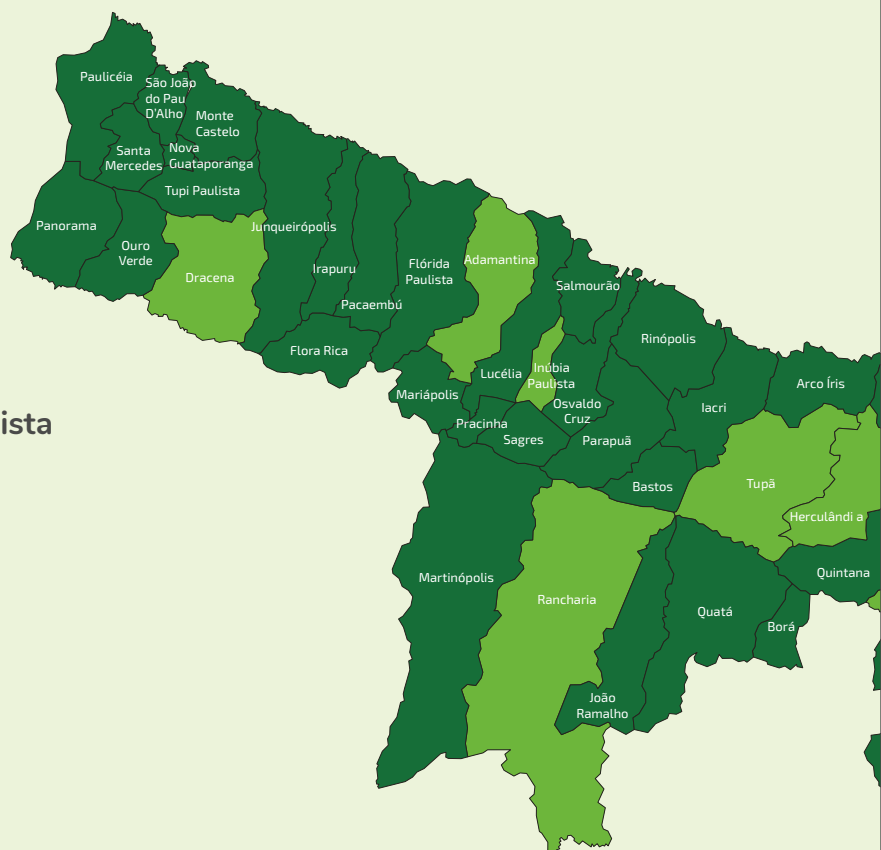 Paulicéia
São João
do Pau
D'Alho
Monte
Castelo
Santa
Mercedes
Nova
Guataporanga
Tupi Paulista
Panorama
Ouro
Verde
Dracena
Junqueirópolis
Irapuru
Pacaembú
Flórida
Paulista
Adamantina
Salmourão
Flora Rica
Rinópolis
Mariápolis
Lucélia
Inúbia
Paulista
Osvaldo
Cruz
Iacri
Arco Íris
ista
Pracinha
Sagres
Parapuã
Bastos
Tupã
Herculândi a
Martinópolis
Rancharia
Quintana
Quatá
Borá
João
Ramalho